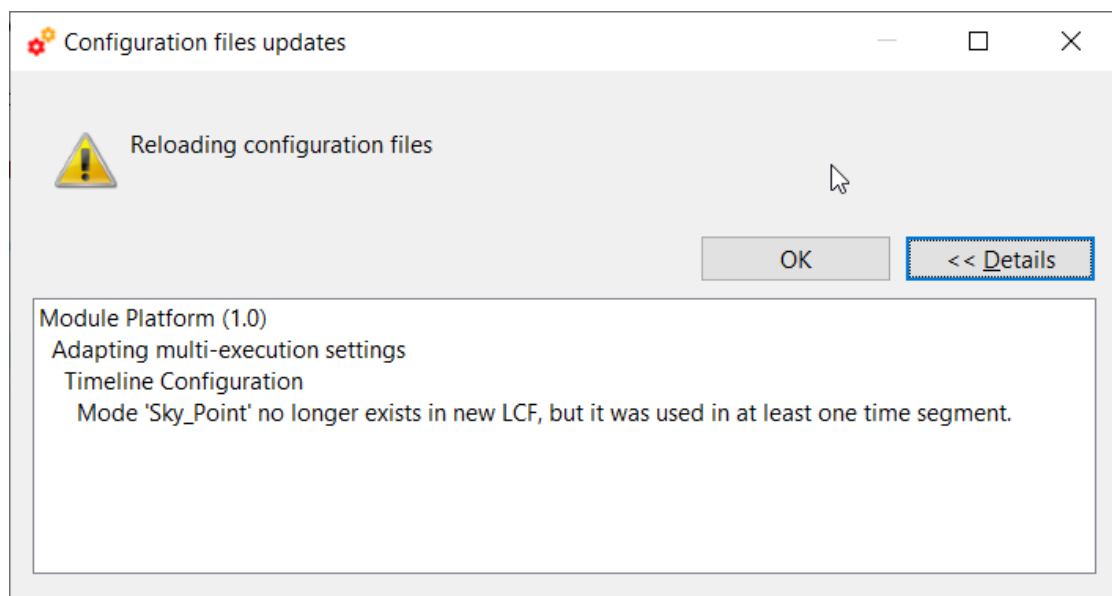 Configuration files updates
Reloading configuration files
OK
<< Details
Module Platform (1.0)
Adapting multi-execution settings
Timeline Configuration
Mode 'Sky_Point' no longer exists in new LCF, but it was used in at least one time segment.